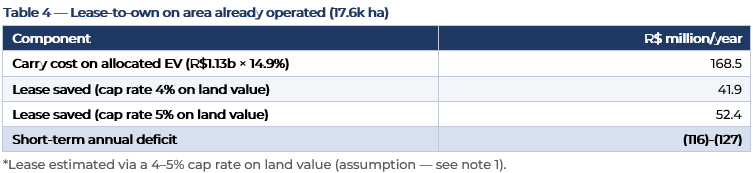 Table 4 — Lease-to-own on area already operated (17.6k ha)
Component R$ million/year
Carry cost on allocated EV (R$1.13b × 14.9%) 168.5
Lease saved (cap rate 4% on land value) 41.9
Lease saved (cap rate 5% on land value) 52.4
Short-term annual deficit (116)-(127)
*Lease estimated via a 4–5% cap rate on land value (assumption — see note 1).